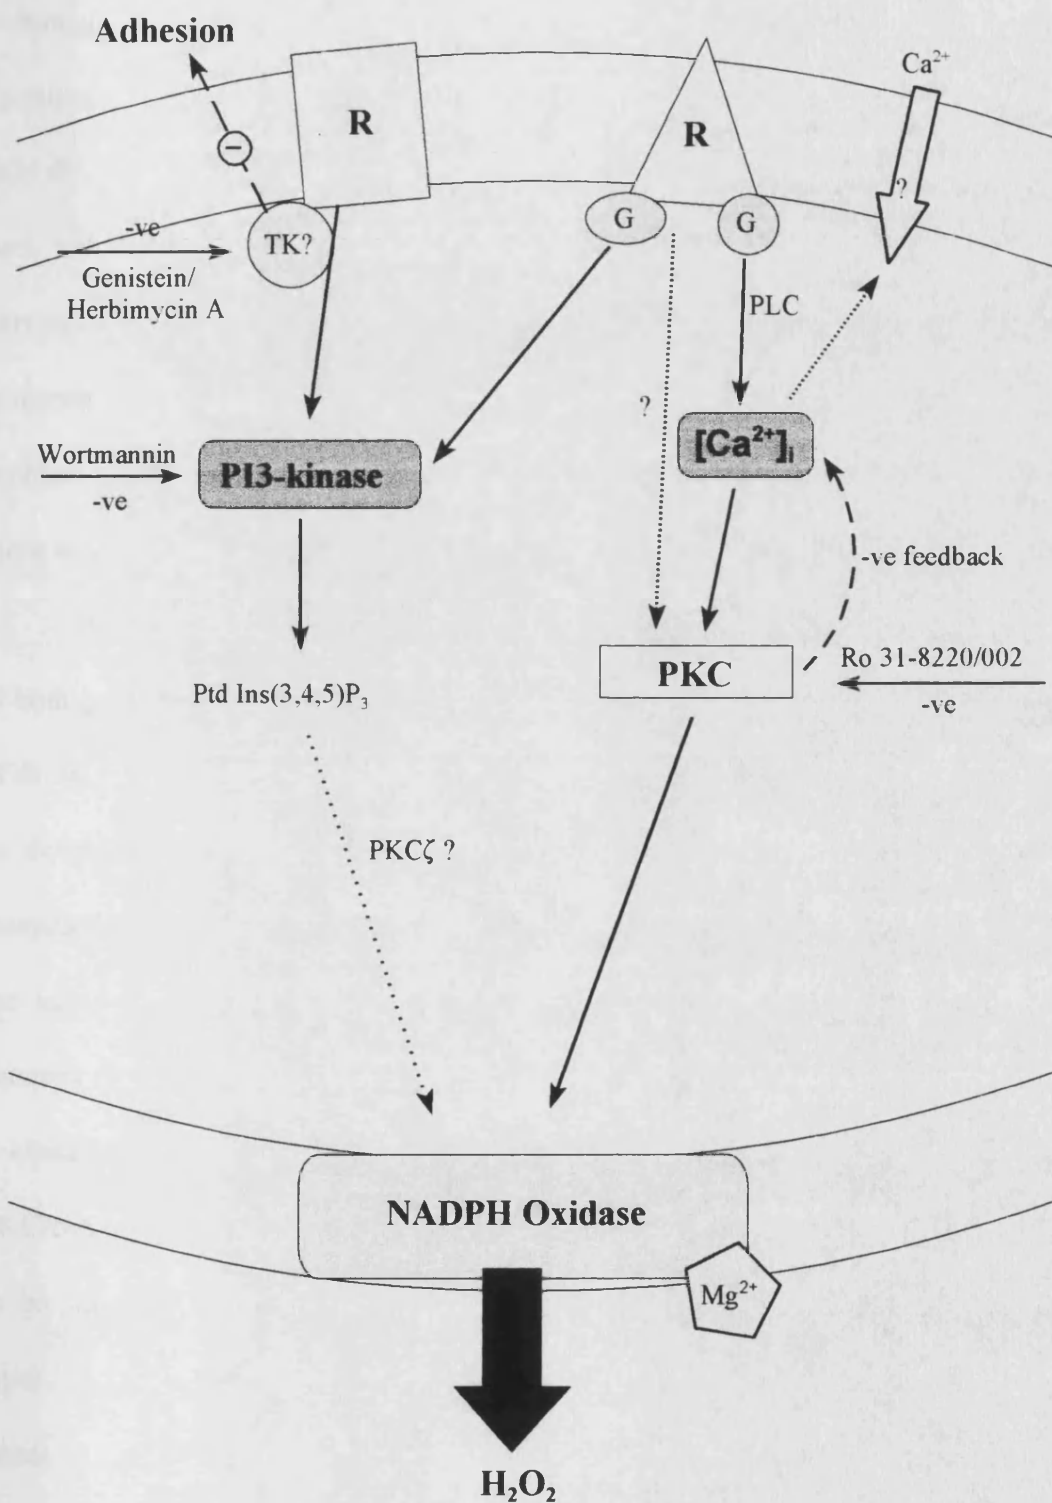 Adhesion
Ca²⁺
R
R
−
?
G
G
-ve
TK?
Genistein/
Herbimycin A
PLC
?
[Ca²⁺]ᵢ
Wortmannin
-ve
PI3-kinase
-ve feedback
PKC
Ro 31-8220/002
-ve
Ptd Ins(3,4,5)P₃
PKCζ ?
NADPH Oxidase
Mg²⁺
H₂O₂